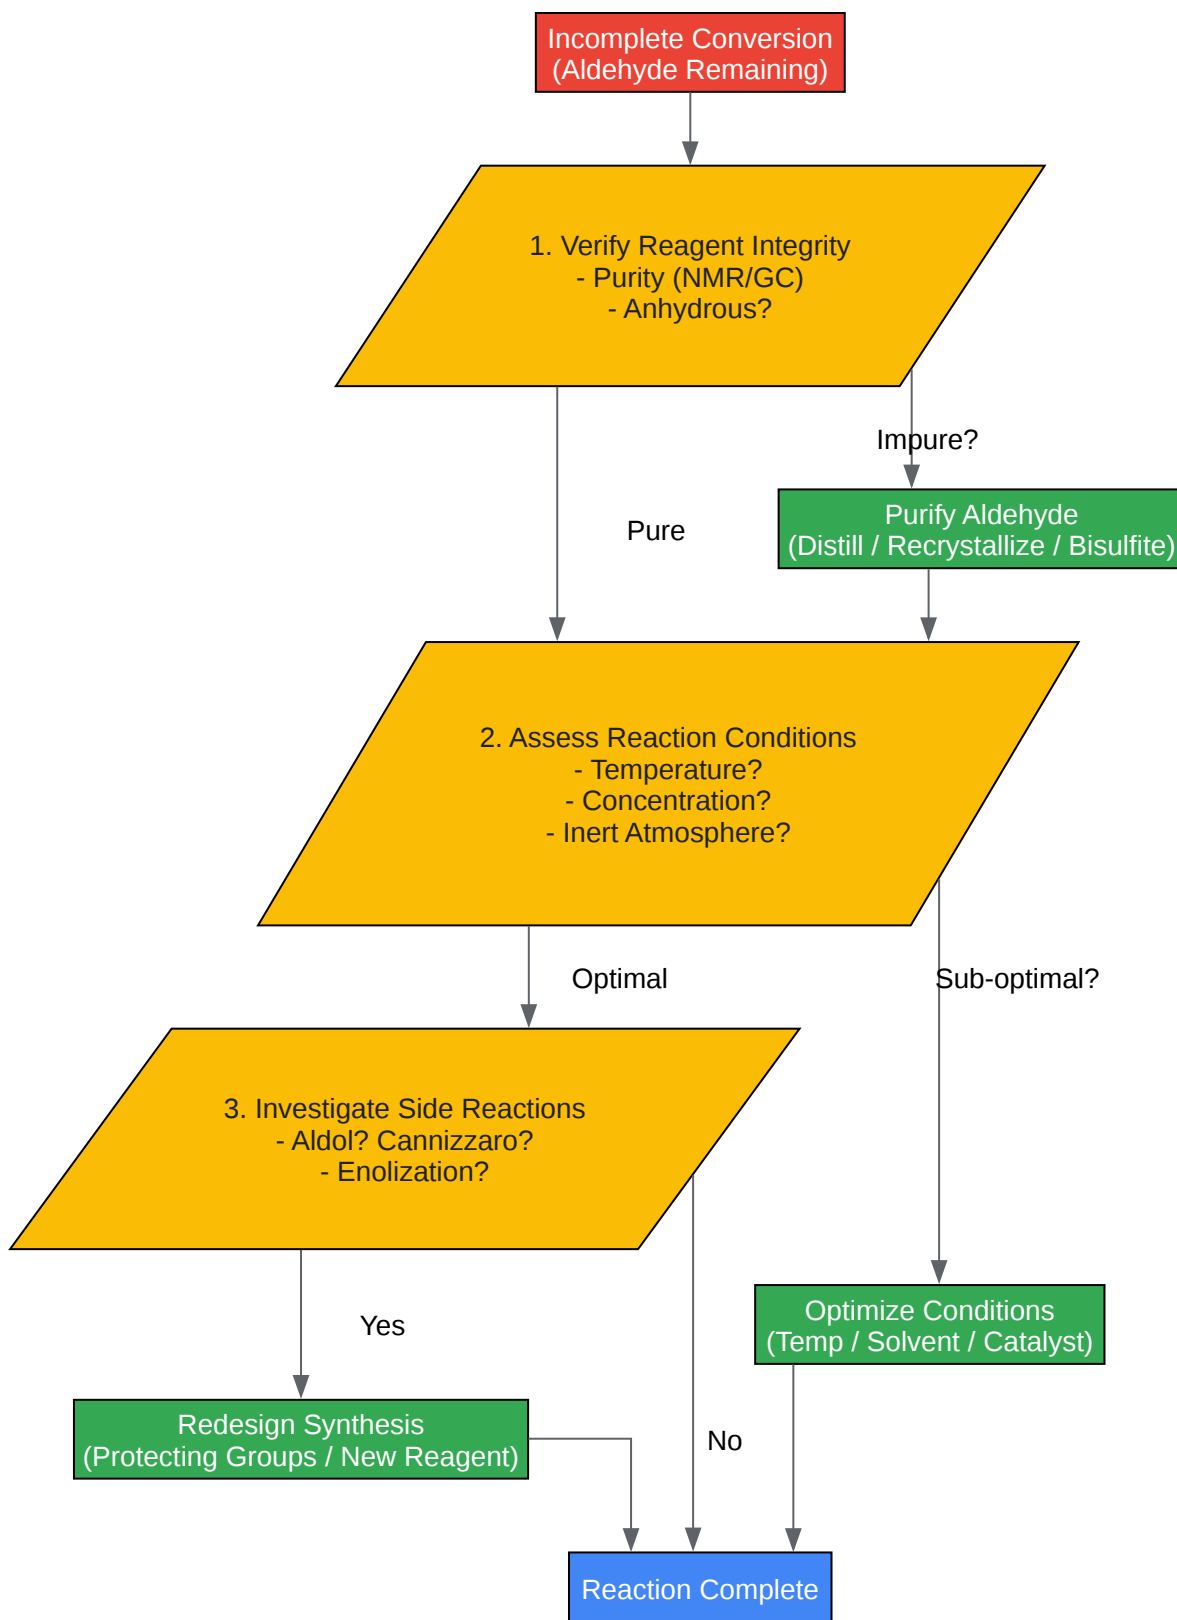 Incomplete Conversion
(Aldehyde Remaining)
1. Verify Reagent Integrity
- Purity (NMR/GC)
- Anhydrous?
Impure?
Pure
Purify Aldehyde
(Distill / Recrystallize / Bisulfite)
2. Assess Reaction Conditions
- Temperature?
- Concentration?
- Inert Atmosphere?
Optimal
Sub-optimal?
3. Investigate Side Reactions
- Aldol? Cannizzaro?
- Enolization?
Yes
Optimize Conditions
(Temp / Solvent / Catalyst)
Redesign Synthesis
(Protecting Groups / New Reagent)
No
Reaction Complete